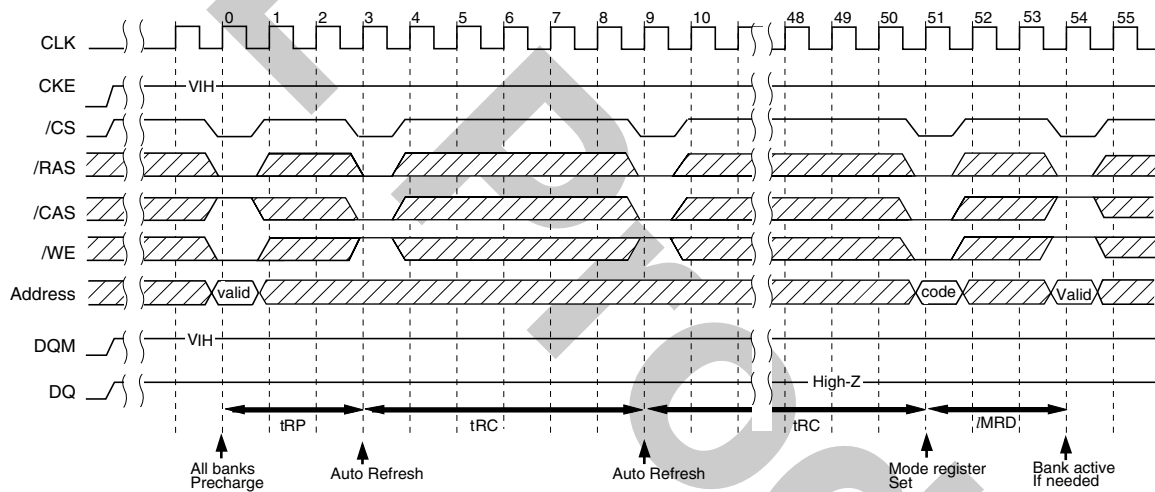 0 1 2 3 4 5 6 7 8 9 10 48 49 50 51 52 53 54 55
CLK
CKE VIH
/CS
/RAS
/CAS
/WE
Address valid code Valid
DQM VIH
DQ High-Z
tRP tRC tRC lMRD
All banks
Precharge
Auto Refresh
Auto Refresh
Mode register
Set
Bank active
If needed